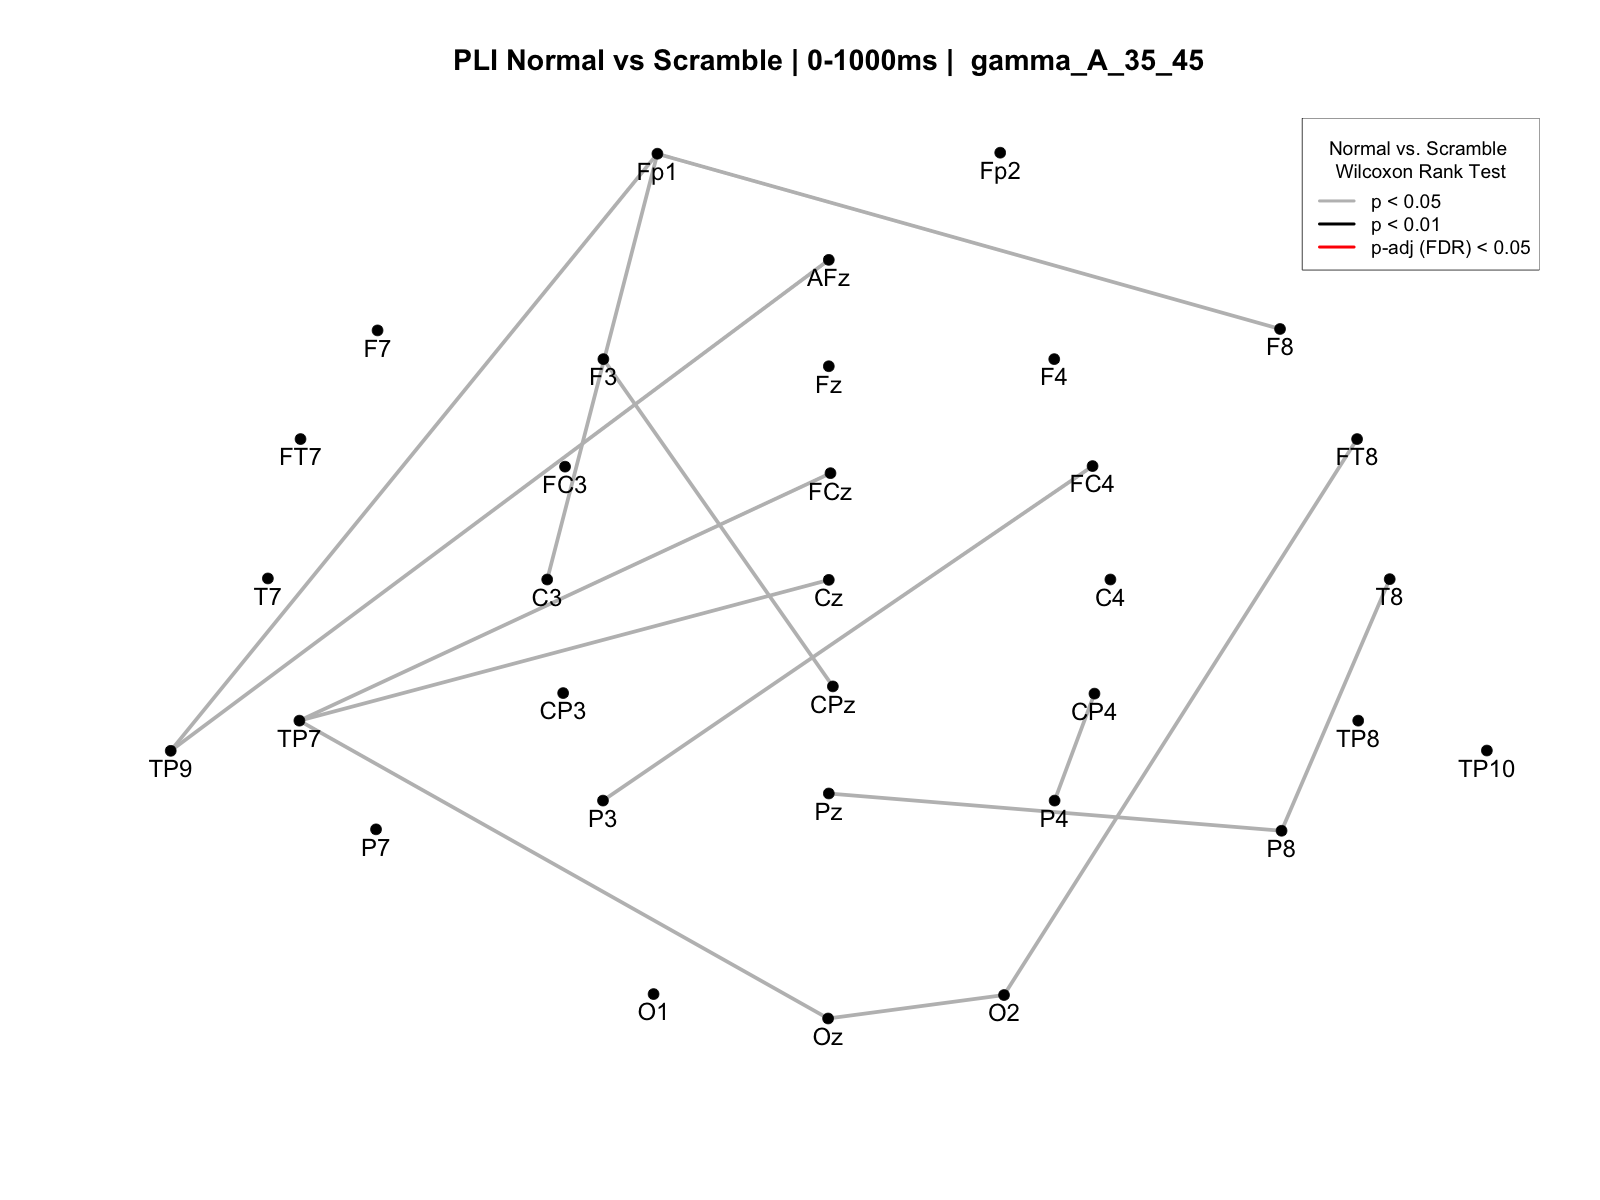 PLI Normal vs Scramble | 0-1000ms |  gamma_A_35_45
Normal vs. Scramble
Wilcoxon Rank Test
p < 0.05
p < 0.01
p-adj (FDR) < 0.05
Fp1
Fp2
AFz
F7
F3
Fz
F4
F8
FT7
FC3
FCz
FC4
FT8
T7
C3
Cz
C4
T8
TP9
TP7
CP3
CPz
CP4
TP8
TP10
P7
P3
Pz
P4
P8
O1
Oz
O2